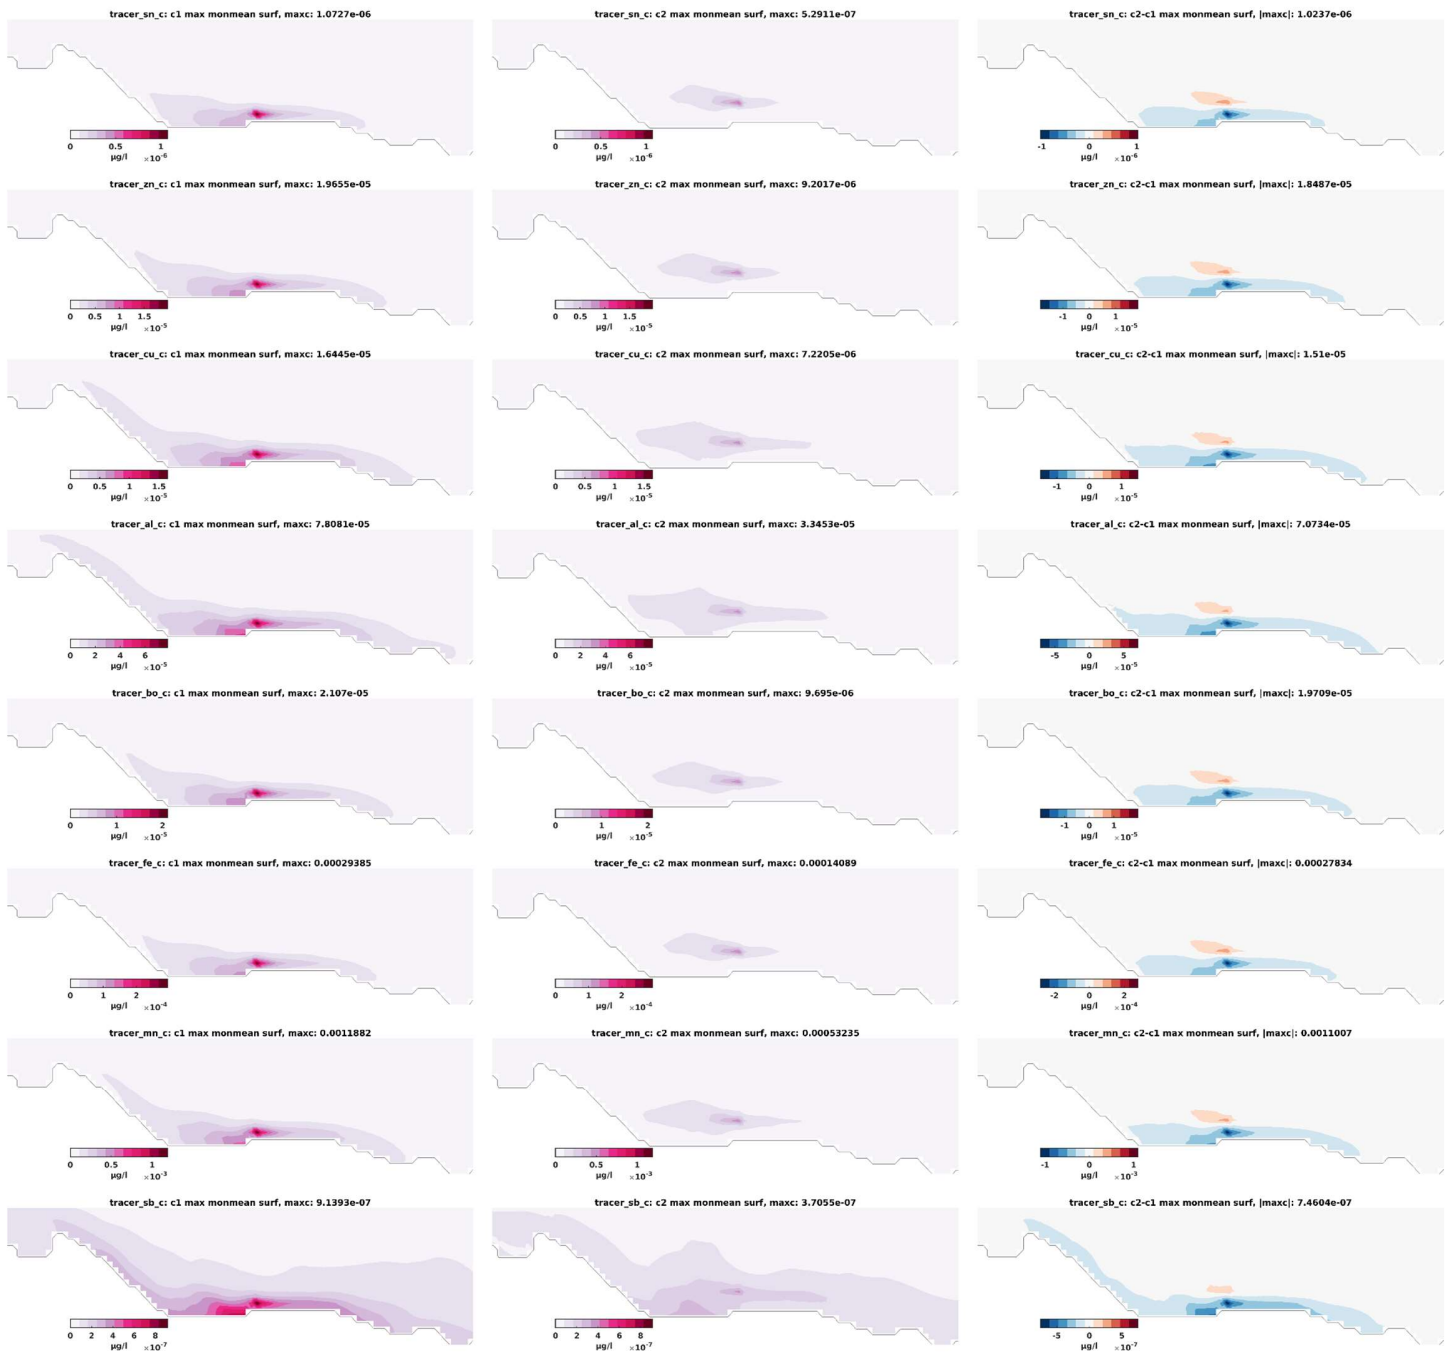 tracer_sn_c: c1 max monmean surf, maxc: 1.0727e-06
tracer_sn_c: c2 max monmean surf, maxc: 5.2911e-07
tracer_sn_c: c2-c1 max monmean surf, |maxc|: 1.0237e-06
0 0.5 1
µg/l ×10-6
0 0.5 1
µg/l ×10-6
-1 0 1
µg/l ×10-6
tracer_zn_c: c1 max monmean surf, maxc: 1.9655e-05
tracer_zn_c: c2 max monmean surf, maxc: 9.2017e-06
tracer_zn_c: c2-c1 max monmean surf, |maxc|: 1.8487e-05
0 0.5 1 1.5
µg/l ×10-5
0 0.5 1 1.5
µg/l ×10-5
-1 0 1
µg/l ×10-5
tracer_cu_c: c1 max monmean surf, maxc: 1.6445e-05
tracer_cu_c: c2 max monmean surf, maxc: 7.2205e-06
tracer_cu_c: c2-c1 max monmean surf, |maxc|: 1.51e-05
0 0.5 1 1.5
µg/l ×10-5
0 0.5 1 1.5
µg/l ×10-5
-1 0 1
µg/l ×10-5
tracer_al_c: c1 max monmean surf, maxc: 7.8081e-05
tracer_al_c: c2 max monmean surf, maxc: 3.3453e-05
tracer_al_c: c2-c1 max monmean surf, |maxc|: 7.0734e-05
0 2 4 6
µg/l ×10-5
0 2 4 6
µg/l ×10-5
-5 0 5
µg/l ×10-5
tracer_bo_c: c1 max monmean surf, maxc: 2.107e-05
tracer_bo_c: c2 max monmean surf, maxc: 9.695e-06
tracer_bo_c: c2-c1 max monmean surf, |maxc|: 1.9709e-05
0 1 2
µg/l ×10-5
0 1 2
µg/l ×10-5
-1 0 1
µg/l ×10-5
tracer_fe_c: c1 max monmean surf, maxc: 0.00029385
tracer_fe_c: c2 max monmean surf, maxc: 0.00014089
tracer_fe_c: c2-c1 max monmean surf, |maxc|: 0.00027834
0 1 2
µg/l ×10-4
0 1 2
µg/l ×10-4
-2 0 2
µg/l ×10-4
tracer_mn_c: c1 max monmean surf, maxc: 0.0011882
tracer_mn_c: c2 max monmean surf, maxc: 0.00053235
tracer_mn_c: c2-c1 max monmean surf, |maxc|: 0.0011007
0 0.5 1
µg/l ×10-3
0 0.5 1
µg/l ×10-3
-1 0 1
µg/l ×10-3
tracer_sb_c: c1 max monmean surf, maxc: 9.1393e-07
tracer_sb_c: c2 max monmean surf, maxc: 3.7055e-07
tracer_sb_c: c2-c1 max monmean surf, |maxc|: 7.4604e-07
0 2 4 6 8
µg/l ×10-7
0 2 4 6 8
µg/l ×10-7
-5 0 5
µg/l ×10-7